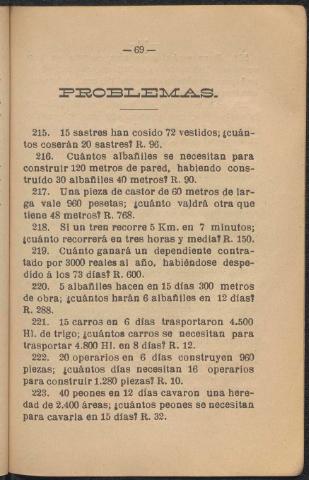 — 69 —
PROBLEMAS.
215. 15 sastres han cosido 72 vestidos; ¿cuán-
tos coserán 20 sastres? R. 96.
216. Cuántos albañiles se necesitan para
construir 120 metros de pared, habiendo cons-
truído 30 albañiles 40 metros? R. 90.
217. Una pieza de castor de 60 metros de lar-
ga vale 960 pesetas; ¿cuánto valdrá otra que
tiene 48 metros? R. 768.
218. Si un tren recorre 5 Km. en 7 minutos;
¿cuánto recorrerá en tres horas y media? R. 150.
219. Cuánto ganará un dependiente contra-
tado por 3000 reales al año, habiéndose despe-
dido á los 73 días? R. 600.
220. 5 albañiles hacen en 15 días 300 metros
de obra; ¿cuántos harán 6 albañiles en 12 días?
R. 288.
221. 15 carros en 6 días trasportaron 4.500
Hl. de trigo; ¿cuántos carros se necesitan para
trasportar 4.800 Hl. en 8 días? R. 12.
222. 20 operarios en 6 días construyen 960
piezas; ¿cuántos días necesitan 16 operarios
para construir 1.280 piezas? R. 10.
223. 40 peones en 12 días cavaron una here-
dad de 2.400 áreas; ¿cuántos peones se necesitan
para cavarla en 15 días? R. 32.